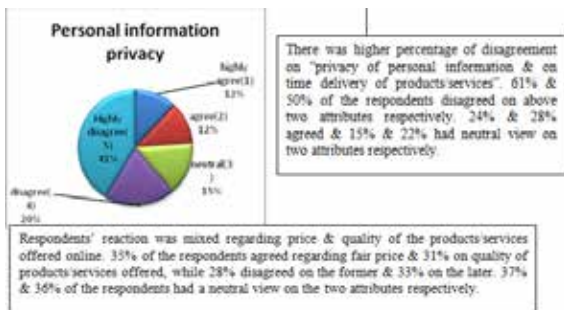 Personal information
privacy
highly
agree(1)
12%
agree(2)
12%
neutral(3
)
15%
disagree(
4)
20%
Highly
disagree(
5)
41%
There was higher percentage of disagreement
on "privacy of personal information & on
time delivery of products/services". 61% &
50% of the respondents disagreed on above
two attributes respectively. 24% & 28%
agreed & 15% & 22% had neutral view on
two attributes respectively.
Respondents' reaction was mixed regarding price & quality of the products/services
offered online. 35% of the respondents agreed regarding fair price & 31% on quality of
products/services offered, while 28% disagreed on the former & 33% on the later. 37%
& 36% of the respondents had a neutral view on the two attributes respectively.